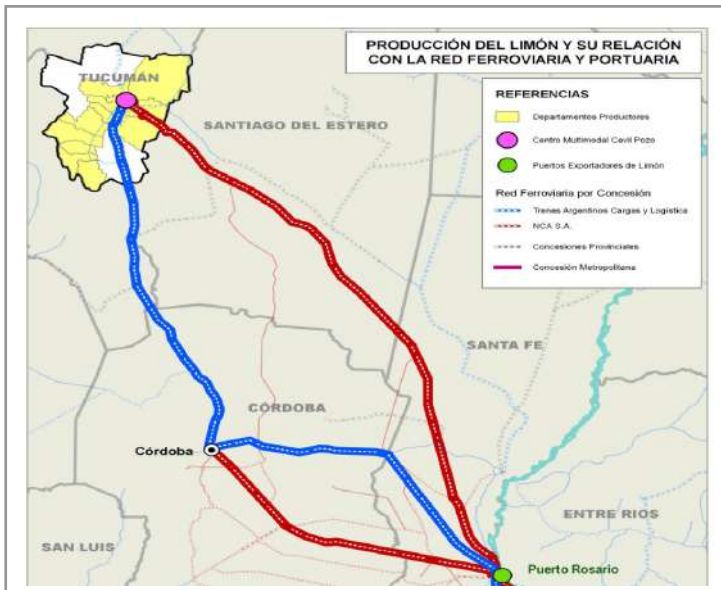 PRODUCCIÓN DEL LIMÓN Y SU RELACIÓN
CON LA RED FERROVIARIA Y PORTUARIA
REFERENCIAS
Departamentos Productores
Centro Multimodal Cevil Pozo
Puertos Exportadores de Limón
Red Ferroviaria por Concesión
Trenes Argentinos Cargas y Logística
NCA S.A.
Concesiones Provinciales
Concesión Metropolitana
TUCUMÁN
SANTIAGO DEL ESTERO
SANTA FE
CÓRDOBA
Córdoba
ENTRE RIOS
SAN LUIS
Puerto Rosario